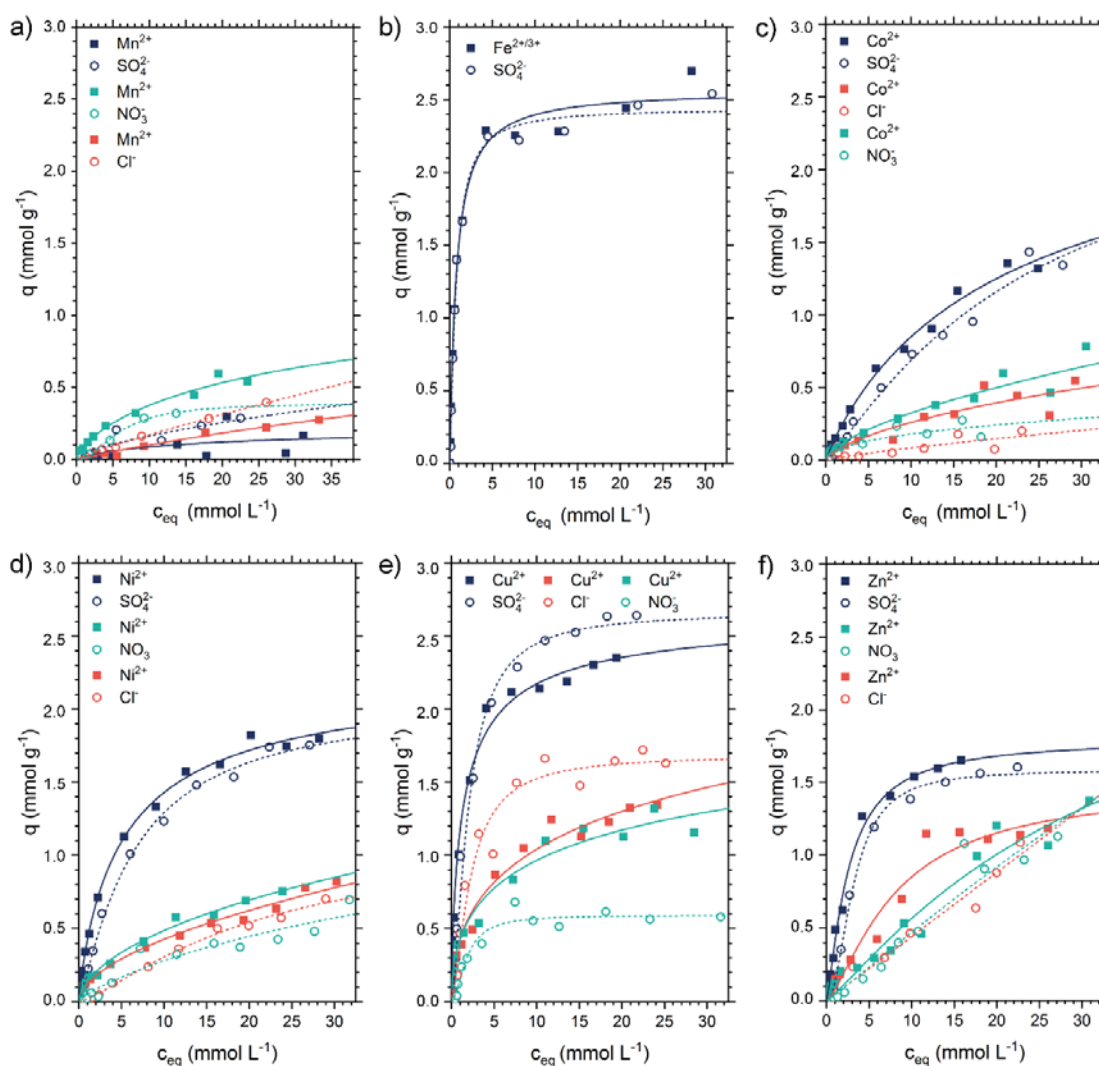 a)
Mn²⁺
SO₄²⁻
Mn²⁺
NO₃⁻
Mn²⁺
Cl⁻
q (mmol g⁻¹)
3.0
2.5
2.0
1.5
1.0
0.5
0.0
0 5 10 15 20 25 30 35
c_eq (mmol L⁻¹)
b)
Fe²⁺/³⁺
SO₄²⁻
q (mmol g⁻¹)
3.0
2.5
2.0
1.5
1.0
0.5
0.0
0 5 10 15 20 25 30
c_eq (mmol L⁻¹)
c)
Co²⁺
SO₄²⁻
Co²⁺
Cl⁻
Co²⁺
NO₃⁻
q (mmol g⁻¹)
3.0
2.5
2.0
1.5
1.0
0.5
0.0
0 5 10 15 20 25 30
c_eq (mmol L⁻¹)
d)
Ni²⁺
SO₄²⁻
Ni²⁺
NO₃
Ni²⁺
Cl⁻
q (mmol g⁻¹)
3.0
2.5
2.0
1.5
1.0
0.5
0.0
0 5 10 15 20 25 30
c_eq (mmol L⁻¹)
e)
Cu²⁺ Cu²⁺ Cu²⁺
SO₄²⁻ Cl⁻ NO₃⁻
q (mmol g⁻¹)
3.0
2.5
2.0
1.5
1.0
0.5
0.0
0 5 10 15 20 25 30
c_eq (mmol L⁻¹)
f)
Zn²⁺
SO₄²⁻
Zn²⁺
NO₃
Zn²⁺
Cl⁻
q (mmol g⁻¹)
3.0
2.5
2.0
1.5
1.0
0.5
0.0
0 5 10 15 20 25 30
c_eq (mmol L⁻¹)